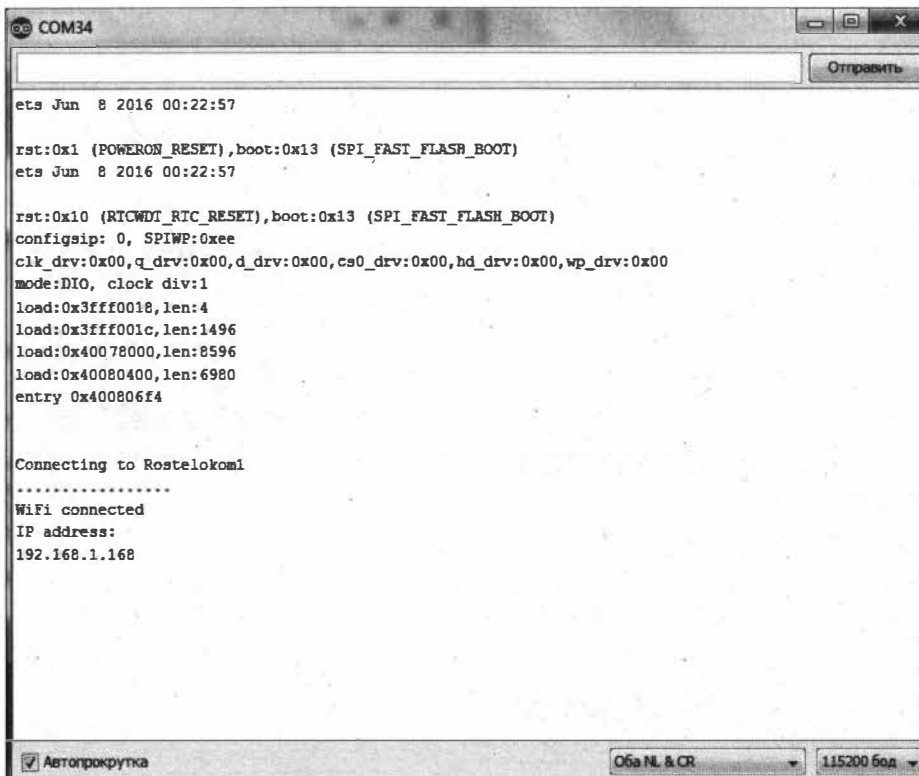 COM34
Отправить
ets Jun  8 2016 00:22:57
rst:0x1 (POWERON_RESET),boot:0x13 (SPI_FAST_FLASH_BOOT)
ets Jun  8 2016 00:22:57
rst:0x10 (RTCWDT_RTC_RESET),boot:0x13 (SPI_FAST_FLASH_BOOT)
configsip: 0, SPIWP:0xee
clk_drv:0x00,q_drv:0x00,d_drv:0x00,cs0_drv:0x00,hd_drv:0x00,wp_drv:0x00
mode:DIO, clock div:1
load:0x3fff0018,len:4
load:0x3fff001c,len:1496
load:0x40078000,len:8596
load:0x40080400,len:6980
entry 0x400806f4
Connecting to Rostelokom1
.................
WiFi connected
IP address:
192.168.1.168
Автопрокрутка
Оба NL & CR
115200 бод